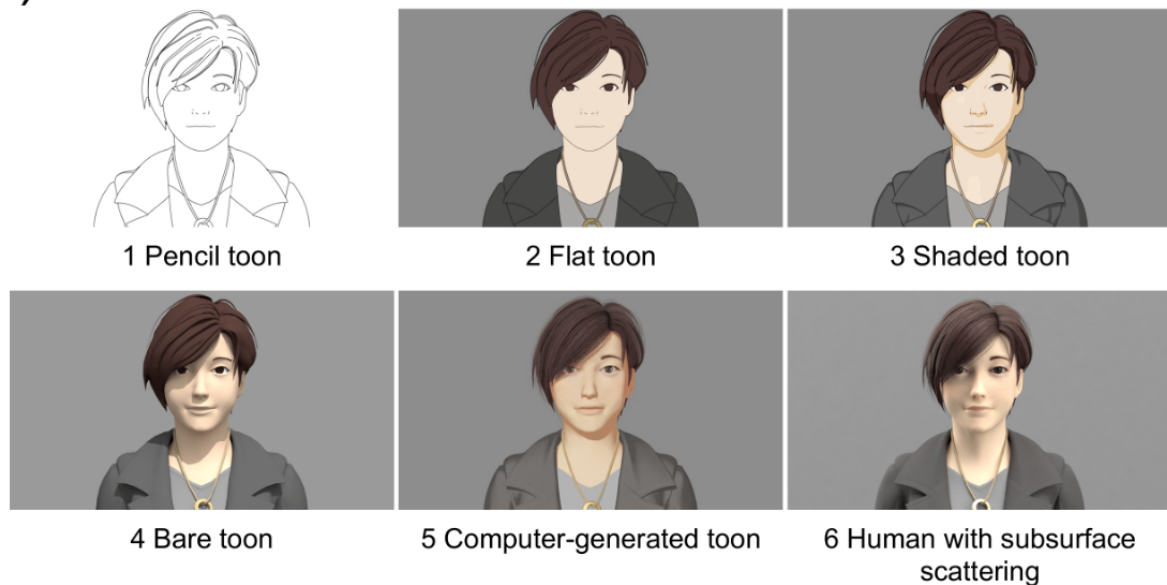 )
1 Pencil toon
2 Flat toon
3 Shaded toon
4 Bare toon
5 Computer-generated toon
6 Human with subsurface
scattering